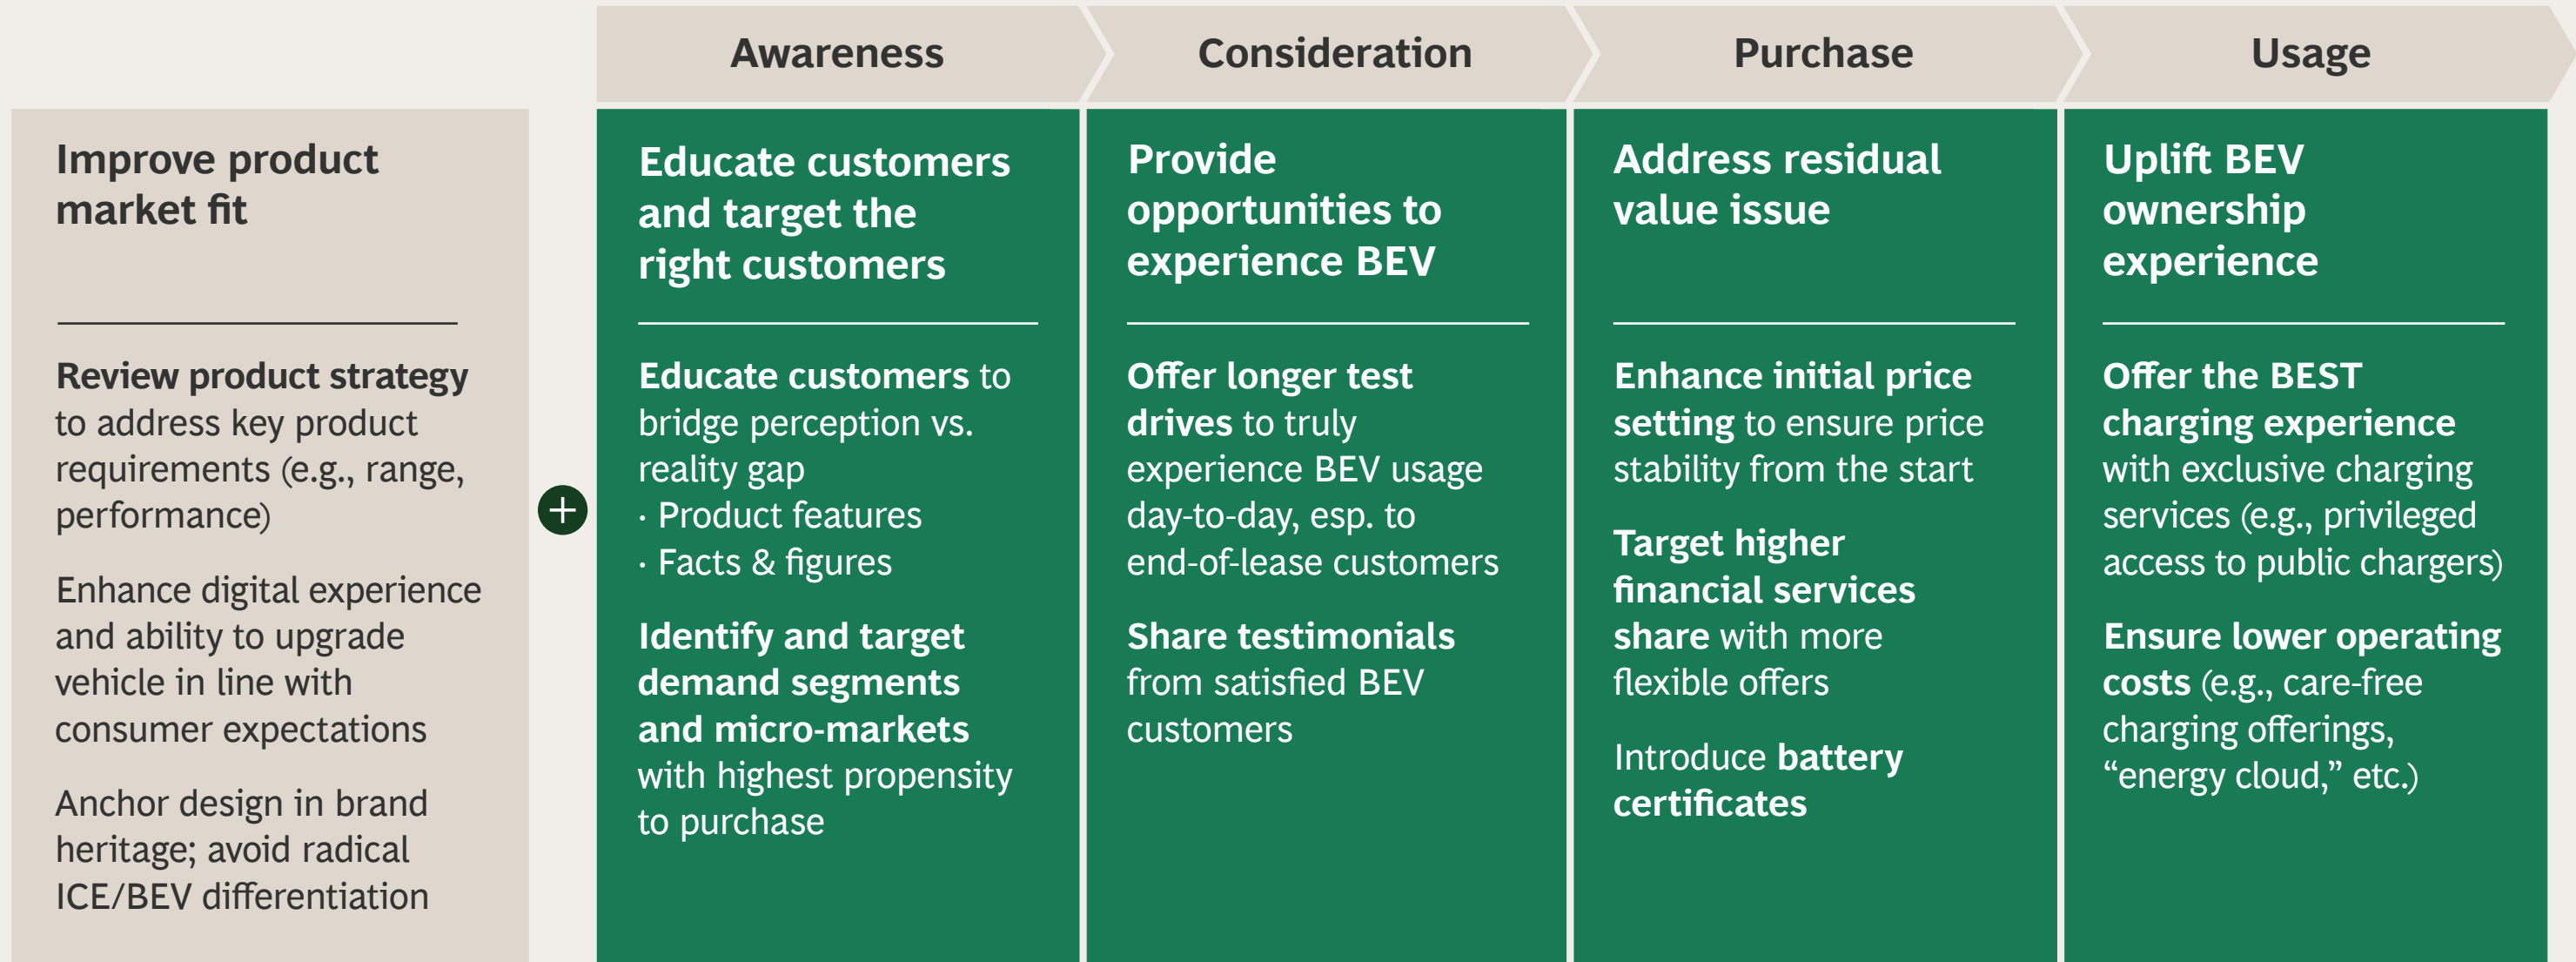 Awareness
Consideration
Purchase
Usage
Improve product
market fit
Review product strategy
to address key product
requirements (e.g., range,
performance)
Enhance digital experience
and ability to upgrade
vehicle in line with
consumer expectations
Anchor design in brand
heritage; avoid radical
ICE/BEV differentiation
+
Educate customers
and target the
right customers
Educate customers to
bridge perception vs.
reality gap
· Product features
· Facts & figures
Identify and target
demand segments
and micro-markets
with highest propensity
to purchase
Provide
opportunities to
experience BEV
Offer longer test
drives to truly
experience BEV usage
day-to-day, esp. to
end-of-lease customers
Share testimonials
from satisfied BEV
customers
Address residual
value issue
Enhance initial price
setting to ensure price
stability from the start
Target higher
financial services
share with more
flexible offers
Introduce battery
certificates
Uplift BEV
ownership
experience
Offer the BEST
charging experience
with exclusive charging
services (e.g., privileged
access to public chargers)
Ensure lower operating
costs (e.g., care-free
charging offerings,
“energy cloud,” etc.)